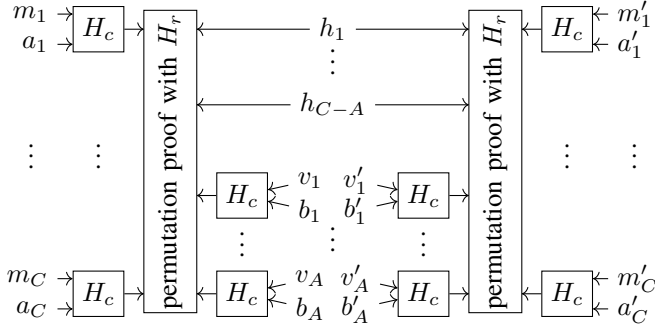 m_1 H_c permutation proof with H_r h_1 permutation proof with H_r H_c m'_1
a_1 a'_1
⋮
h_{C−A}
⋮ ⋮ ⋮ ⋮
H_c v_1 v'_1 H_c
b_1 b'_1
⋮ ⋮ ⋮
m_C H_c H_c v_A v'_A H_c H_c m'_C
a_C b_A b'_A a'_C